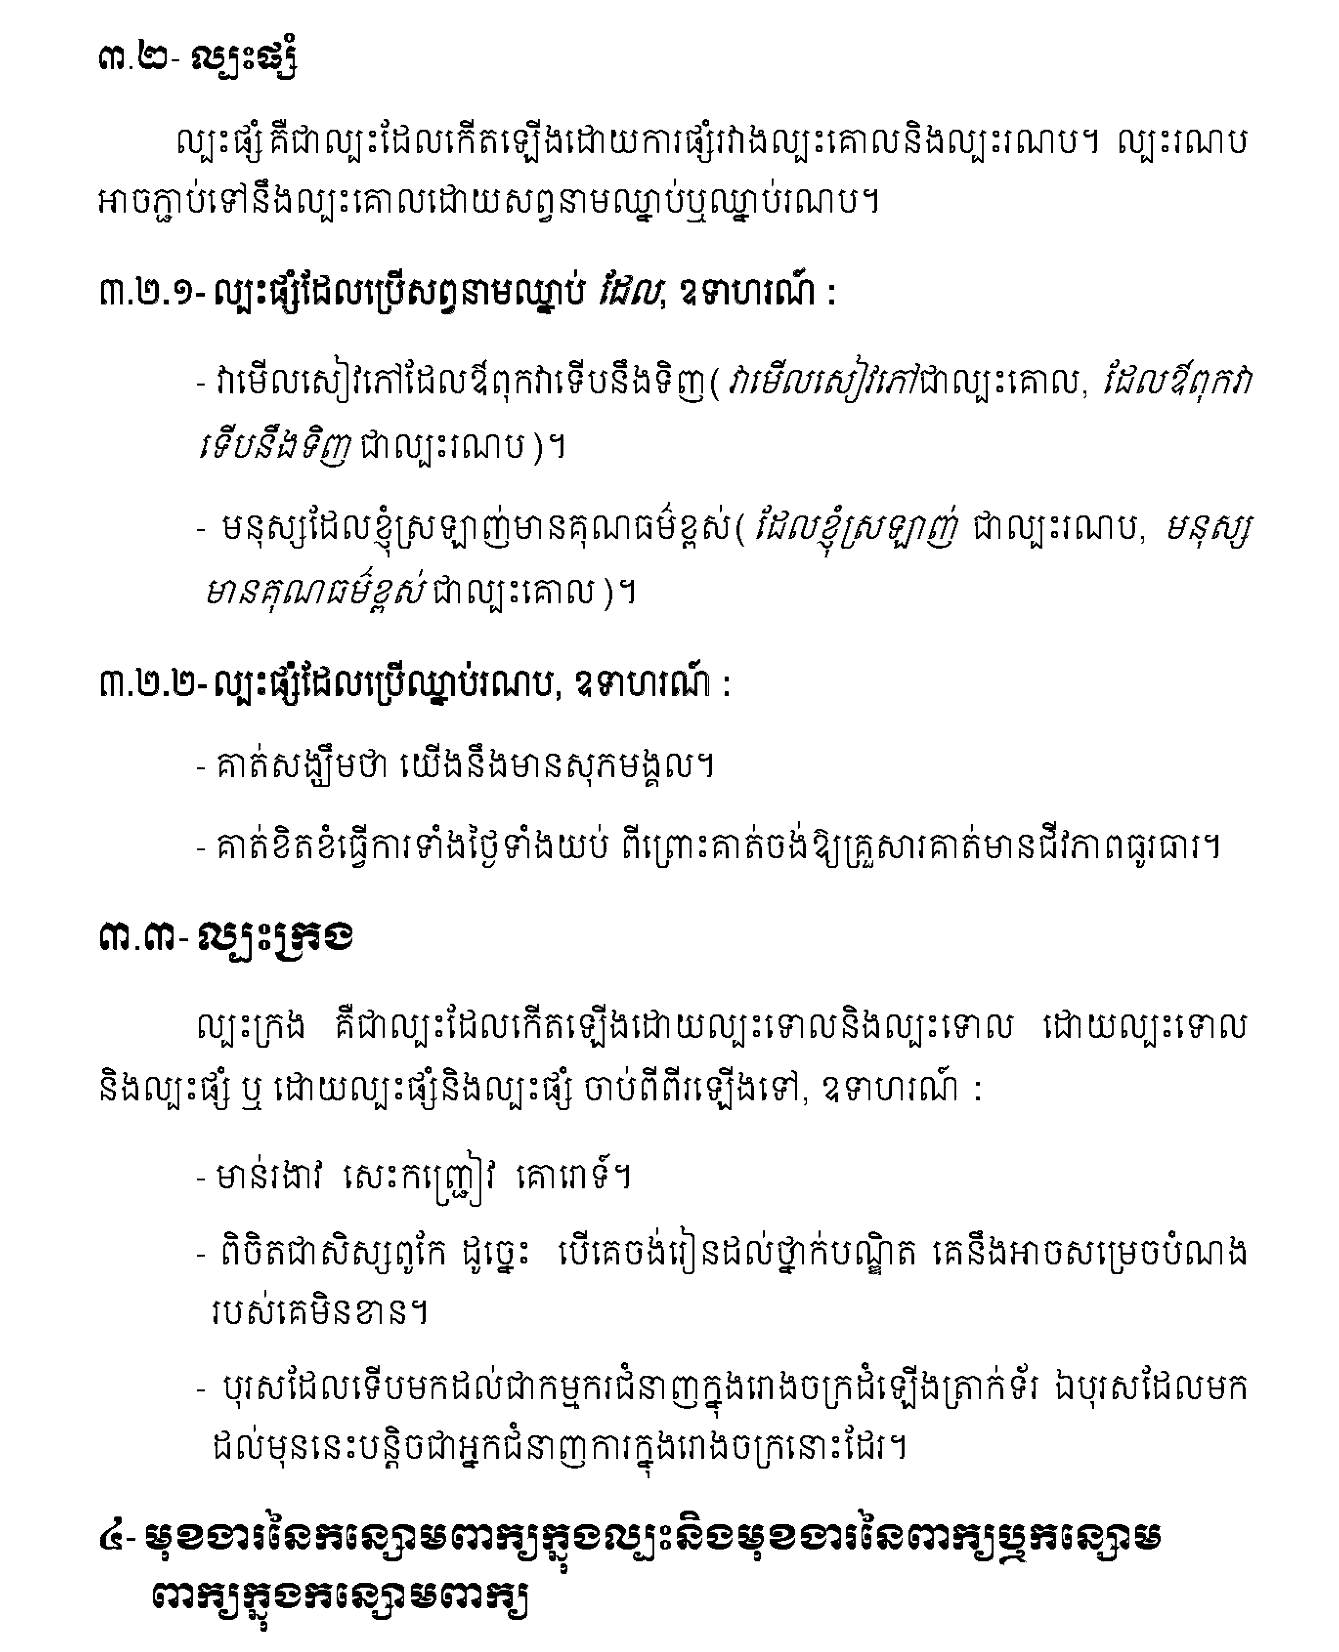 ៣.២- ល្បះផ្សំ
ល្បះផ្សំគឺជាល្បះដែលកើតឡើងដោយការផ្សំរវាងល្បះគោលនិងល្បះរណប។ ល្បះរណប
អាចភ្ជាប់ទៅនឹងល្បះគោលដោយសព្វនាមឈ្នាប់ឬឈ្នាប់រណប។
៣.២.១- ល្បះផ្សំដែលប្រើសព្វនាមឈ្នាប់ ដែល, ឧទាហរណ៍ :
- វាមើលសៀវភៅដែលឪពុកវាទើបនឹងទិញ( វាមើលសៀវភៅជាល្បះគោល, ដែលឪពុកវា
ទើបនឹងទិញ ជាល្បះរណប )។
- មនុស្សដែលខ្ញុំស្រឡាញ់មានគុណធម៌ខ្ពស់( ដែលខ្ញុំស្រឡាញ់ ជាល្បះរណប, មនុស្ស
មានគុណធម៌ខ្ពស់ ជាល្បះគោល )។
៣.២.២- ល្បះផ្សំដែលប្រើឈ្នាប់រណប, ឧទាហរណ៍ :
- គាត់សង្ឃឹមថា យើងនឹងមានសុភមង្គល។
- គាត់ខិតខំធ្វើការទាំងថ្ងៃទាំងយប់ ពីព្រោះគាត់ចង់ឱ្យគ្រួសារគាត់មានជីវភាពធូរធារ។
៣.៣- ល្បះក្រង
ល្បះក្រង គឺជាល្បះដែលកើតឡើងដោយល្បះទោលនិងល្បះទោល ដោយល្បះទោល
និងល្បះផ្សំ ឬ ដោយល្បះផ្សំនិងល្បះផ្សំ ចាប់ពីពីរឡើងទៅ, ឧទាហរណ៍ :
- មាន់រងាវ សេះកញ្ជ្រៀវ គោរោទ៍។
- ពិចិតជាសិស្សពូកែ ដូច្នេះ បើគេចង់រៀនដល់ថ្នាក់បណ្ឌិត គេនឹងអាចសម្រេចបំណង
របស់គេមិនខាន។
- បុរសដែលទើបមកដល់ជាកម្មករជំនាញក្នុងរោងចក្រដំឡើងត្រាក់ទ័រ ឯបុរសដែលមក
ដល់មុននេះបន្តិចជាអ្នកជំនាញការក្នុងរោងចក្រនោះដែរ។
៤- មុខងារនៃកន្សោមពាក្យក្នុងល្បះនិងមុខងារនៃពាក្យឬកន្សោម
ពាក្យក្នុងកន្សោមពាក្យ